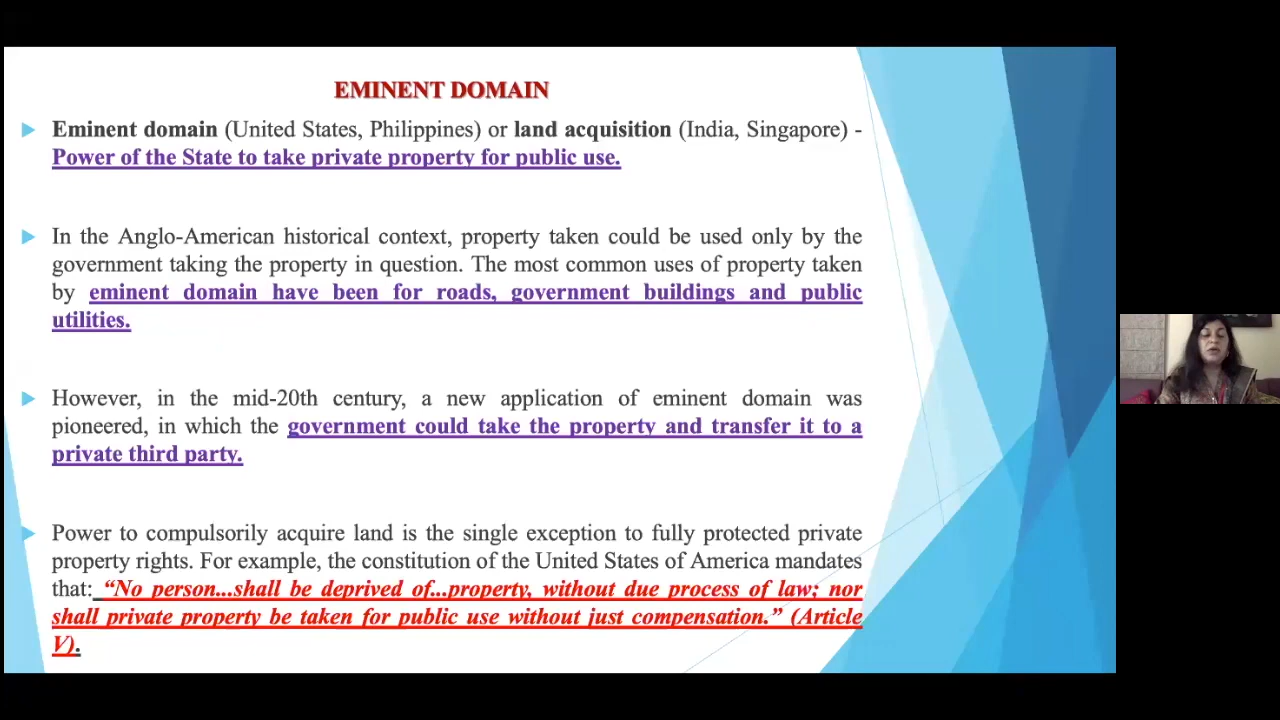 EMINENT DOMAIN
Eminent domain (United States, Philippines) or land acquisition (India, Singapore) -
Power of the State to take private property for public use.
In the Anglo-American historical context, property taken could be used only by the
government taking the property in question. The most common uses of property taken
by eminent domain have been for roads, government buildings and public
utilities.
However, in the mid-20th century, a new application of eminent domain was
pioneered, in which the government could take the property and transfer it to a
private third party.
Power to compulsorily acquire land is the single exception to fully protected private
property rights. For example, the constitution of the United States of America mandates
that: “No person...shall be deprived of...property, without due process of law; nor
shall private property be taken for public use without just compensation.” (Article
V).